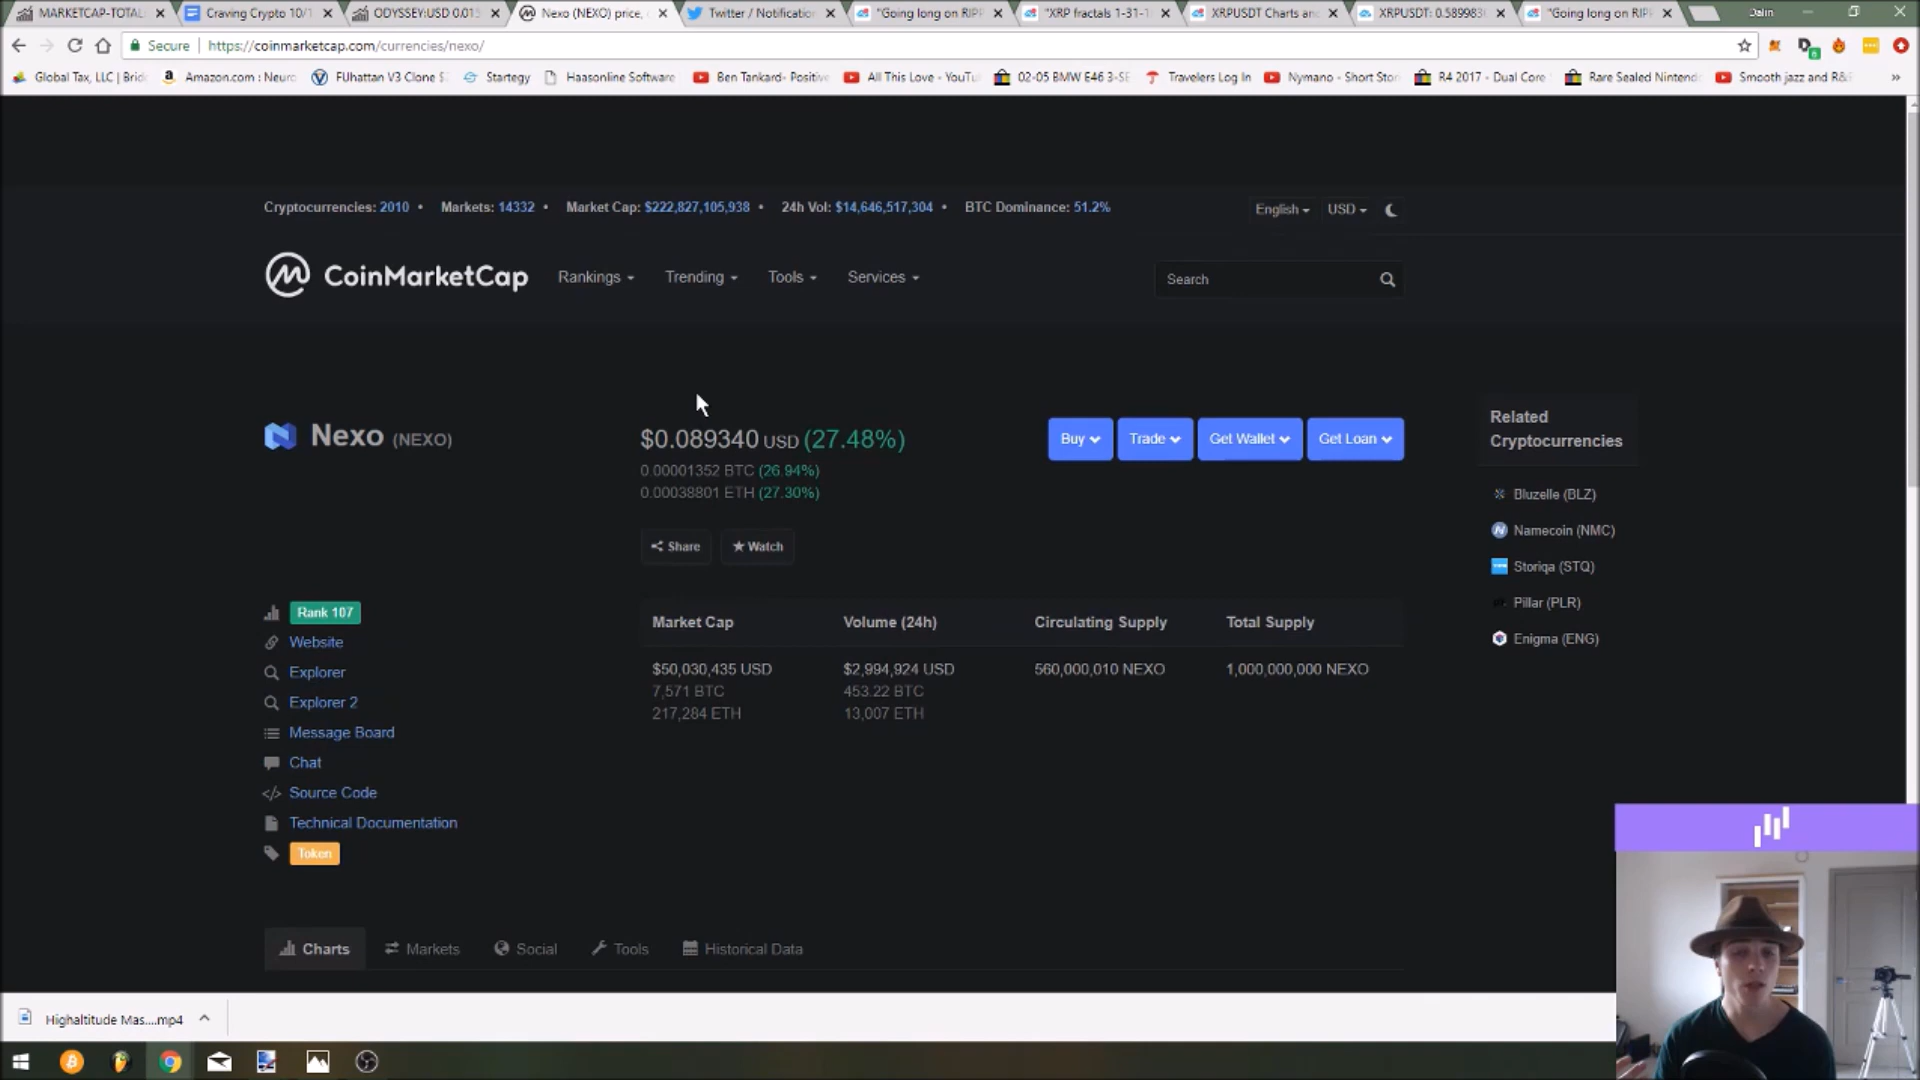 MARKETCAP-TOTAL
Craving Crypto 10/1
ODYSSEY:USD 0.015
Nexo (NEXO) price,
Twitter / Notification
"Going long on RIPP
"XRP fractals 1-31-1
XRPUSDT Charts and
XRPUSDT: 0.589983
"Going long on RIPP
Dalin
Secure
https://coinmarketcap.com/currencies/nexo/
Global Tax, LLC | Brid
Amazon.com : Neuro
FUhattan V3 Clone $
Startegy
Haasonline Software
Ben Tankard- Positive
All This Love - YouTu
02-05 BMW E46 3-SE
Travelers Log In
Nymano - Short Stor
R4 2017 - Dual Core
Rare Sealed Nintend
Smooth jazz and R&B
Cryptocurrencies: 2010 • Markets: 14332 • Market Cap: $222,827,105,938 • 24h Vol: $14,646,517,304 • BTC Dominance: 51.2%
English
USD
CoinMarketCap
Rankings
Trending
Tools
Services
Search
Nexo (NEXO)
$0.089340 USD (27.48%)
0.00001352 BTC (26.94%)
0.00038801 ETH (27.30%)
Buy
Trade
Get Wallet
Get Loan
Share
Watch
Related
Cryptocurrencies
Bluzelle (BLZ)
Namecoin (NMC)
Storiqa (STQ)
Pillar (PLR)
Enigma (ENG)
Rank 107
Website
Explorer
Explorer 2
Message Board
Chat
Source Code
Technical Documentation
Token
Market Cap
Volume (24h)
Circulating Supply
Total Supply
$50,030,435 USD
$2,994,924 USD
560,000,010 NEXO
1,000,000,000 NEXO
7,571 BTC
453.22 BTC
217,284 ETH
13,007 ETH
Charts
Markets
Social
Tools
Historical Data
Highaltitude Mas....mp4